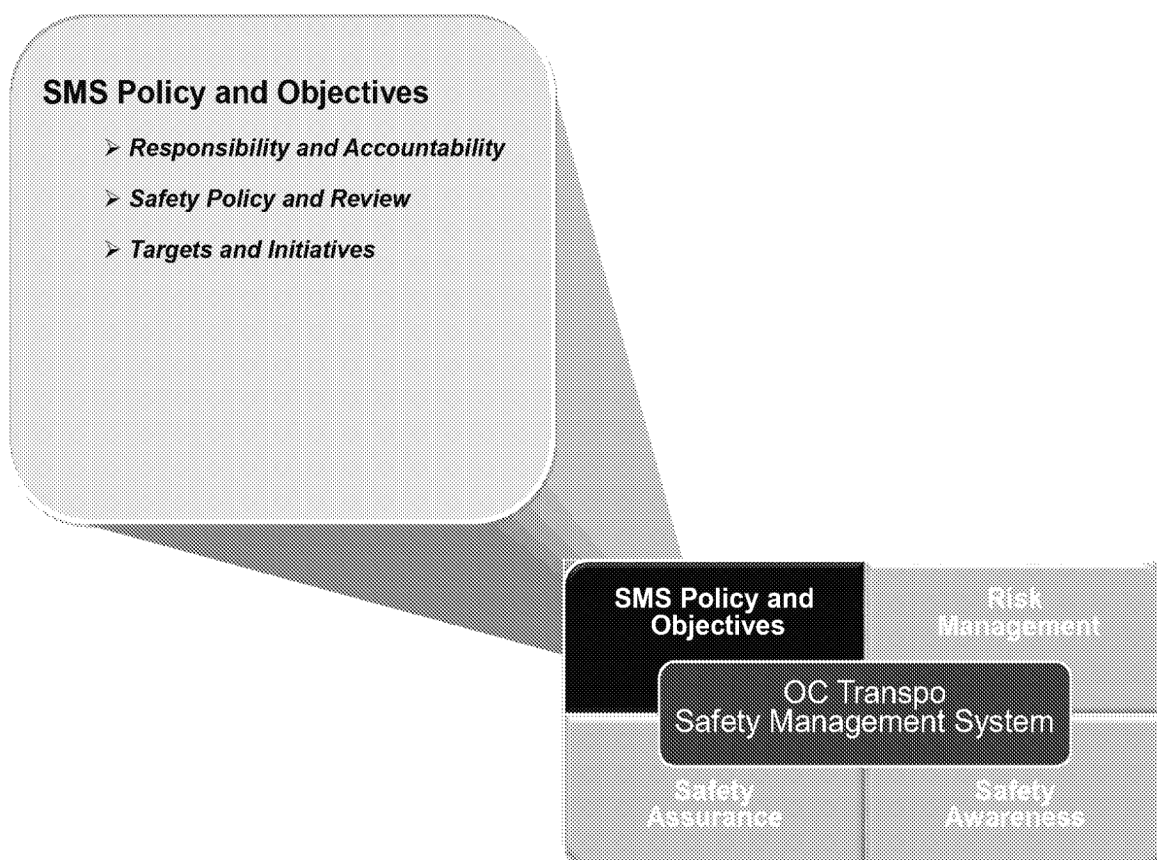 SMS Policy and Objectives
➢ Responsibility and Accountability
➢ Safety Policy and Review
➢ Targets and Initiatives
SMS Policy and
Objectives
Risk
Management
OC Transpo
Safety Management System
Safety
Assurance
Safety
Awareness